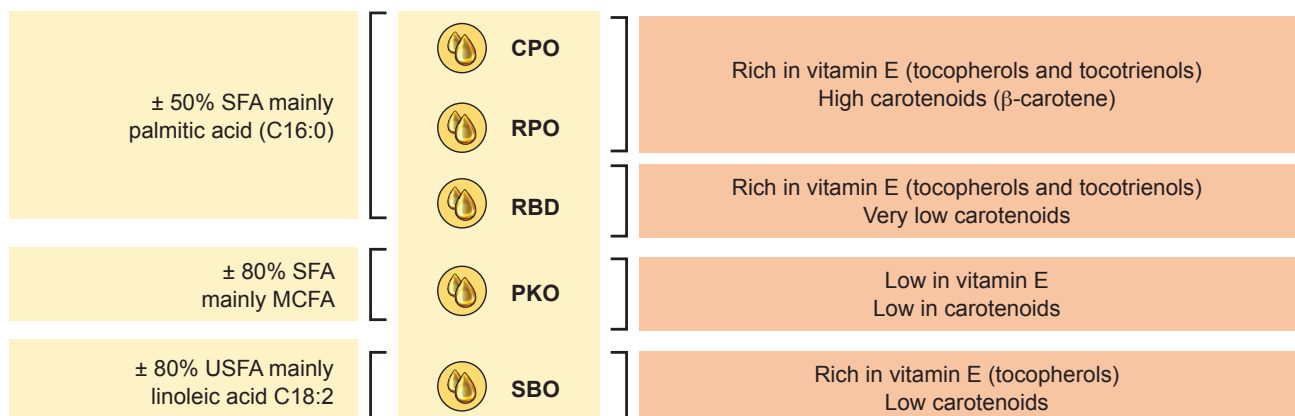 ± 50% SFA mainly
palmitic acid (C16:0)
CPO
RPO
RBD
Rich in vitamin E (tocopherols and tocotrienols)
High carotenoids (β-carotene)
Rich in vitamin E (tocopherols and tocotrienols)
Very low carotenoids
± 80% SFA
mainly MCFA
PKO
Low in vitamin E
Low in carotenoids
± 80% USFA mainly
linoleic acid C18:2
SBO
Rich in vitamin E (tocopherols)
Low carotenoids